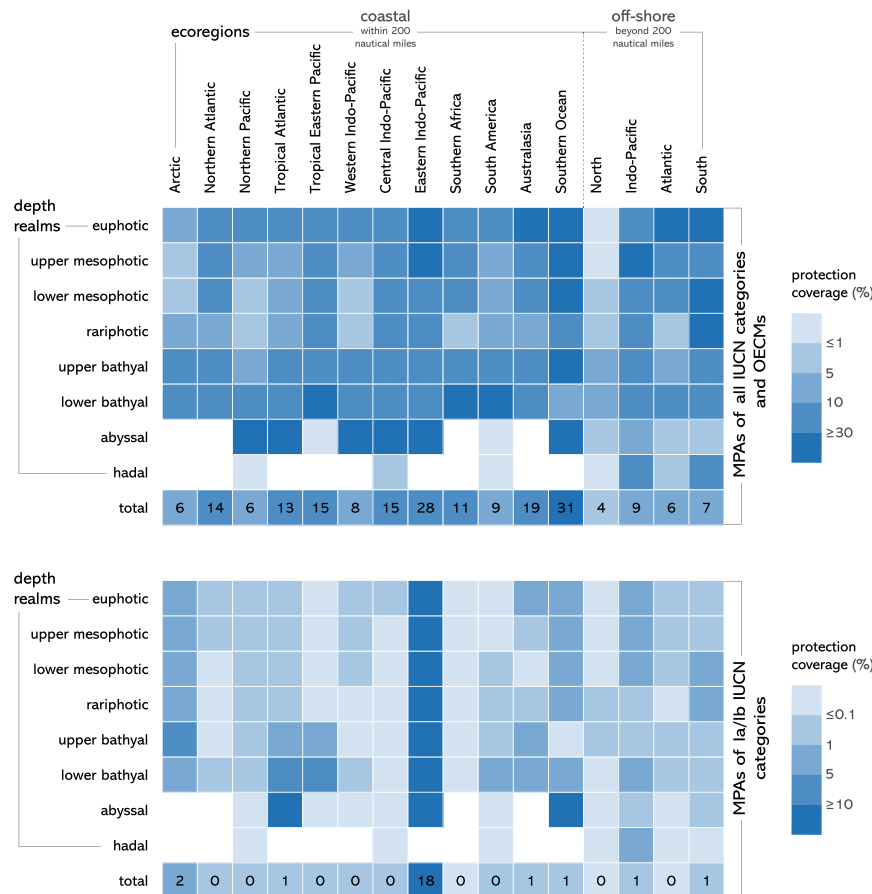 coastal
off-shore
ecoregions
within 200
nautical miles
beyond 200
nautical miles
Arctic
Northern Atlantic
Northern Pacific
Tropical Atlantic
Tropical Eastern Pacific
Western Indo-Pacific
Central Indo-Pacific
Eastern Indo-Pacific
Southern Africa
South America
Australasia
Southern Ocean
North
Indo-Pacific
Atlantic
South
depth
realms
euphotic
upper mesophotic
lower mesophotic
rariphotic
upper bathyal
lower bathyal
abyssal
hadal
total 6 14 6 13 15 8 15 28 11 9 19 31 4 9 6 7
MPAs of all IUCN categories
and OECMs
protection
coverage (%)
≤1
5
10
≥30
depth
realms
euphotic
upper mesophotic
lower mesophotic
rariphotic
upper bathyal
lower bathyal
abyssal
hadal
total 2 0 0 1 0 0 0 18 0 0 1 1 0 1 0 1
MPAs of Ia/Ib IUCN
categories
protection
coverage (%)
≤0.1
1
5
≥10